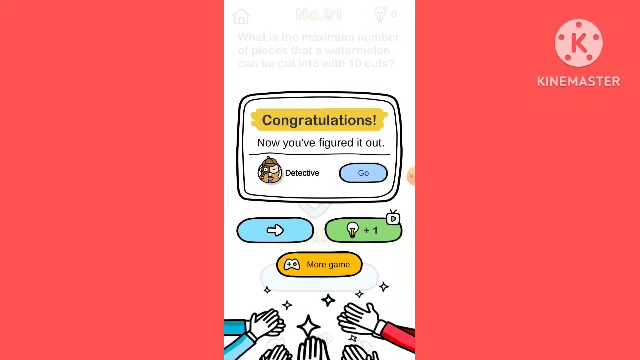 No.91
0
What is the maximum number
of pieces that a watermelon
can be cut into with 10 cuts?
K
KINEMASTER
Congratulations!
Now you've figured it out.
Detective
Go
+ 1
More game